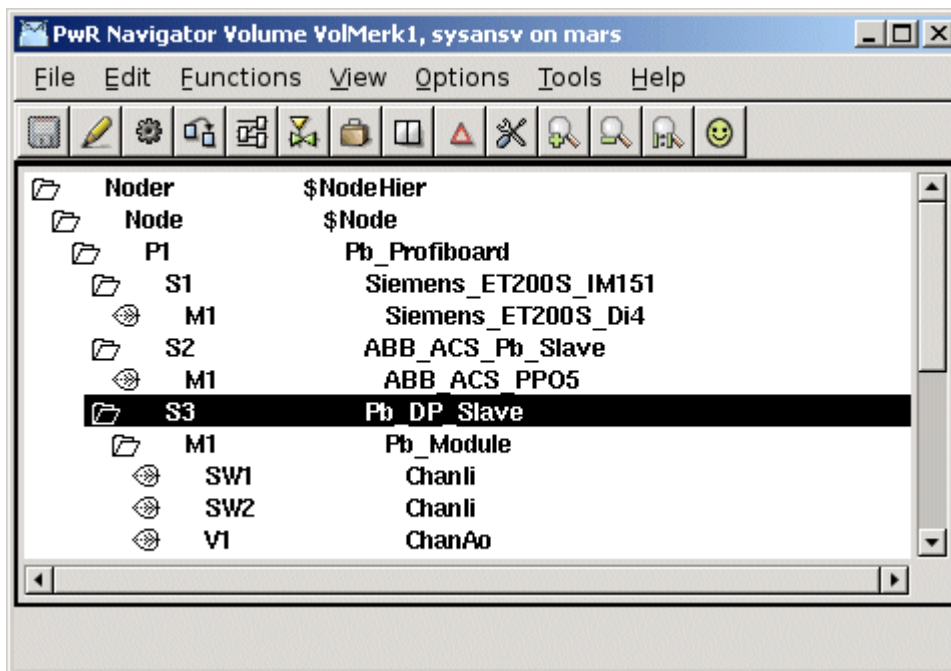 PwR Navigator Volume VolMerk1, sysansv on mars
File Edit Functions View Options Tools Help
Noder $NodeHier
Node $Node
P1 Pb_Profiboard
S1 Siemens_ET200S_IM151
M1 Siemens_ET200S_Di4
S2 ABB_ACS_Pb_Slave
M1 ABB_ACS_PPO5
S3 Pb_DP_Slave
M1 Pb_Module
SW1 ChanIi
SW2 ChanIi
V1 ChanAo